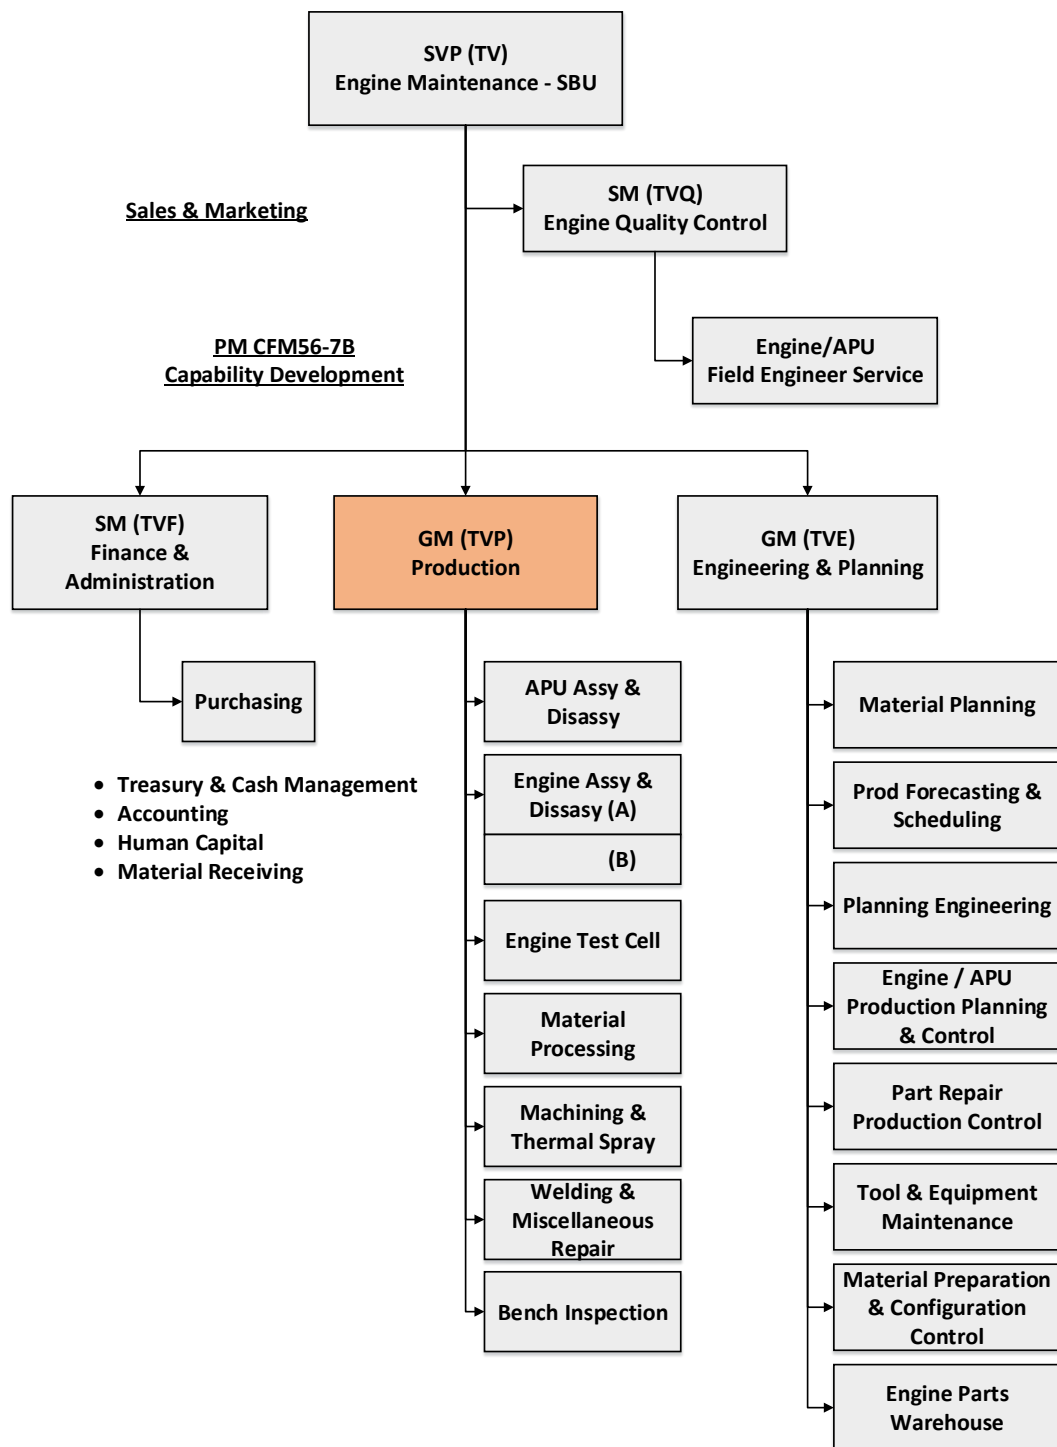 SVP (TV)
Engine Maintenance - SBU
Sales & Marketing
SM (TVQ)
Engine Quality Control
PM CFM56-7B
Capability Development
Engine/APU
Field Engineer Service
SM (TVF)
Finance &
Administration
GM (TVP)
Production
GM (TVE)
Engineering & Planning
Purchasing
• Treasury & Cash Management
• Accounting
• Human Capital
• Material Receiving
APU Assy &
Disassy
Engine Assy &
Dissasy (A)
(B)
Engine Test Cell
Material
Processing
Machining &
Thermal Spray
Welding &
Miscellaneous
Repair
Bench Inspection
Material Planning
Prod Forecasting &
Scheduling
Planning Engineering
Engine / APU
Production Planning
& Control
Part Repair
Production Control
Tool & Equipment
Maintenance
Material Preparation
& Configuration
Control
Engine Parts
Warehouse